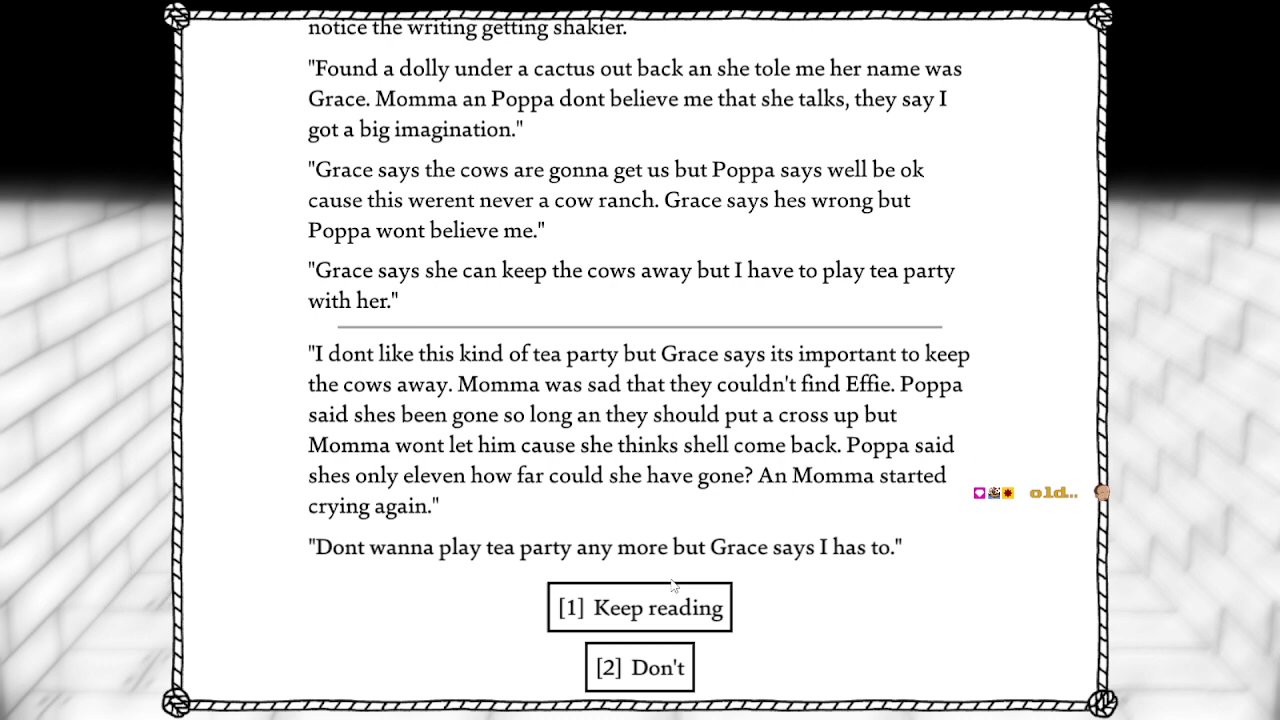 notice the writing getting shakier.
"Found a dolly under a cactus out back an she tole me her name was
Grace. Momma an Poppa dont believe me that she talks, they say I
got a big imagination."
"Grace says the cows are gonna get us but Poppa says well be ok
cause this werent never a cow ranch. Grace says hes wrong but
Poppa wont believe me."
"Grace says she can keep the cows away but I have to play tea party
with her."
"I dont like this kind of tea party but Grace says its important to keep
the cows away. Momma was sad that they couldn't find Effie. Poppa
said shes been gone so long an they should put a cross up but
Momma wont let him cause she thinks shell come back. Poppa said
shes only eleven how far could she have gone? An Momma started
crying again."
old..
"Dont wanna play tea party any more but Grace says I has to."
[1] Keep reading
[2] Don't